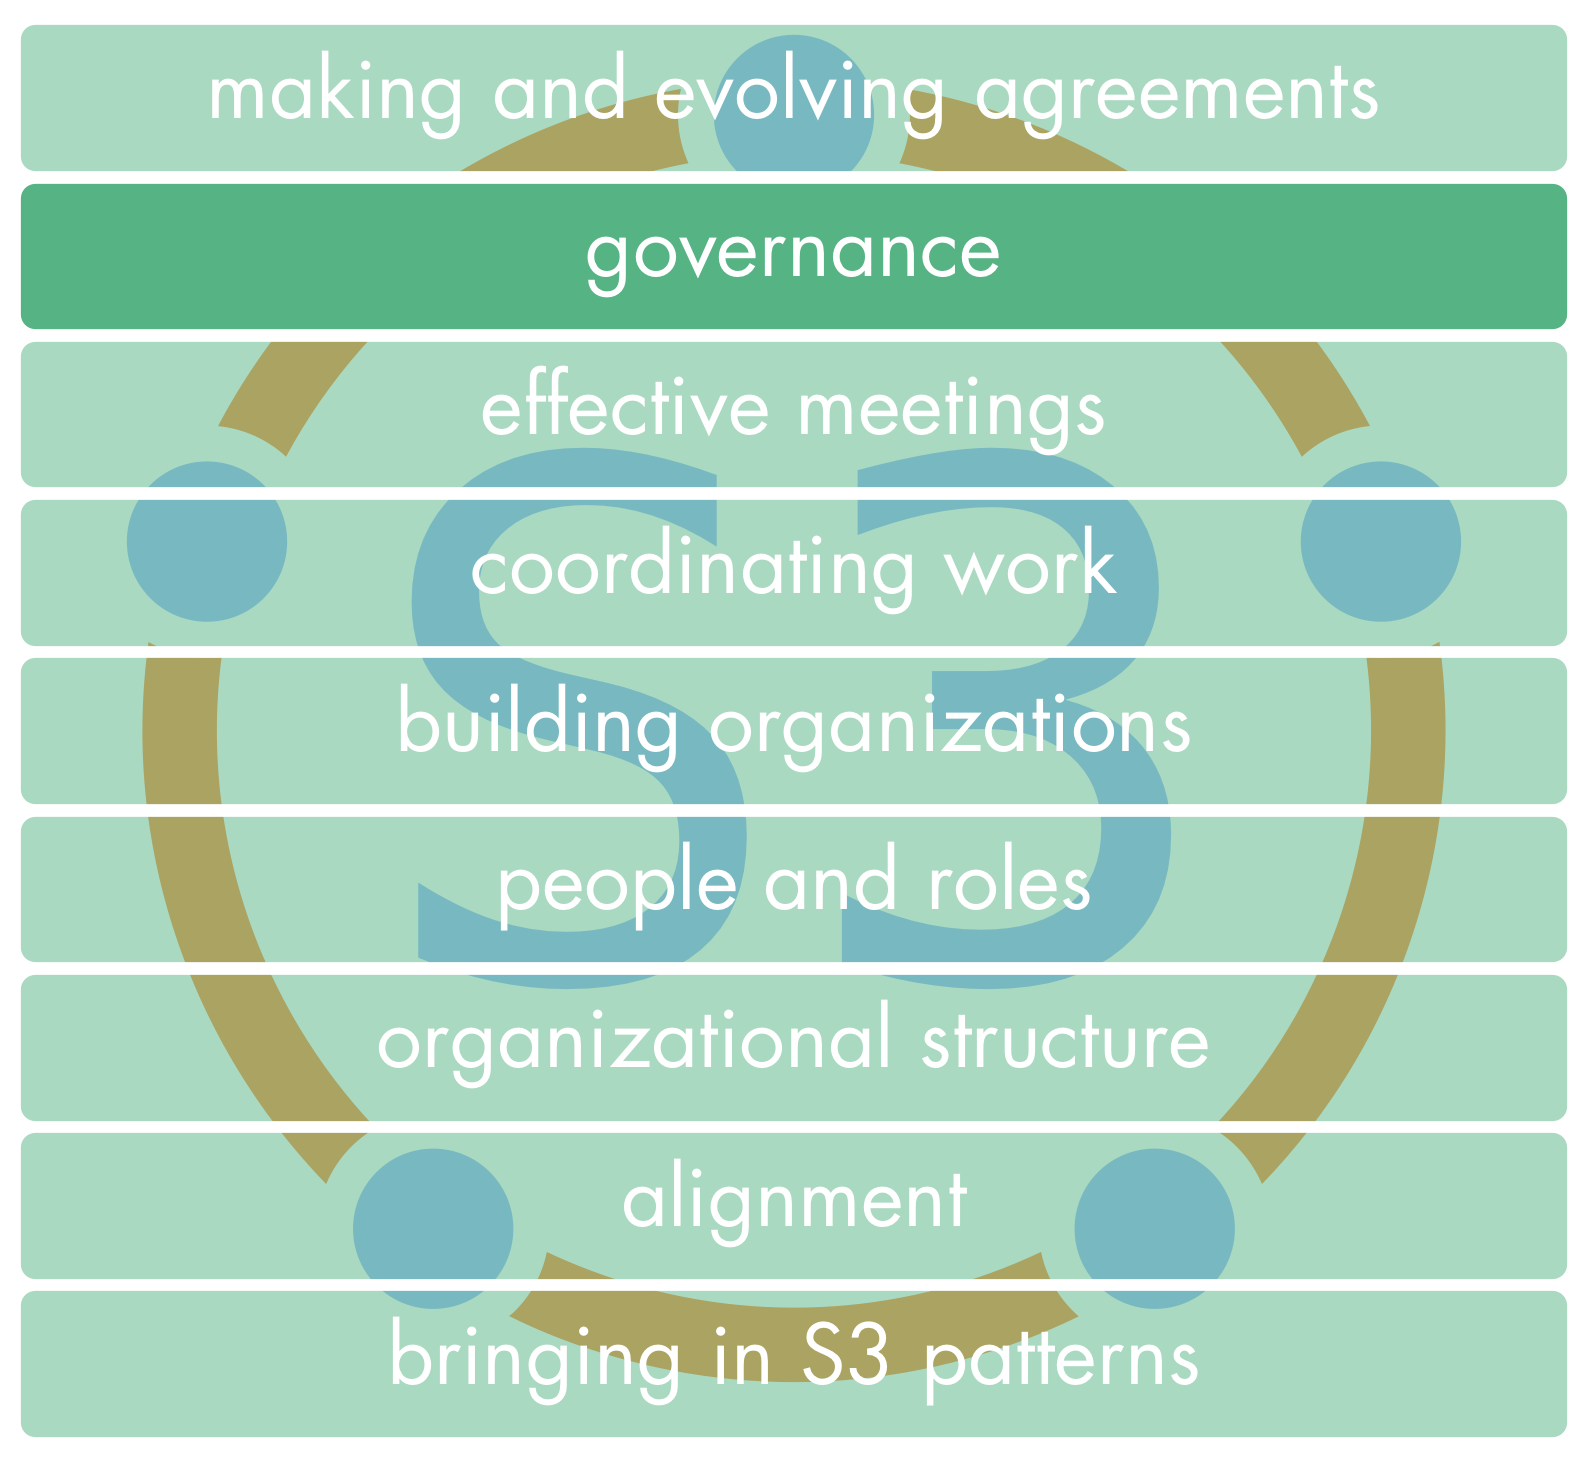 making and evolving agreements
governance
effective meetings
S3
coordinating work
building organizations
people and roles
organizational structure
alignment
bringing in S3 patterns